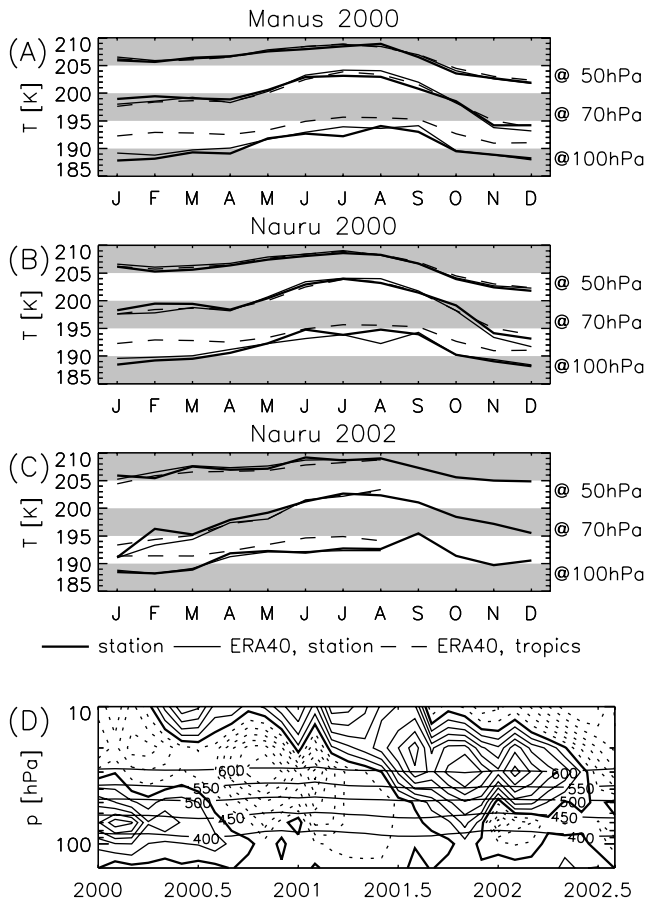 Manus 2000
(A)
T [K]
210
205
200
195
190
185
@ 50hPa
@ 70hPa
@100hPa
J F M A M J J A S O N D
Nauru 2000
(B)
T [K]
210
205
200
195
190
185
@ 50hPa
@ 70hPa
@100hPa
J F M A M J J A S O N D
Nauru 2002
(C)
T [K]
210
205
200
195
190
185
@ 50hPa
@ 70hPa
@100hPa
J F M A M J J A S O N D
station ERA40, station ERA40, tropics
(D)
p [hPa]
10
100
600 600
550 550
500 500
450 450 450
400 400 400
2000 2000.5 2001 2001.5 2002 2002.5